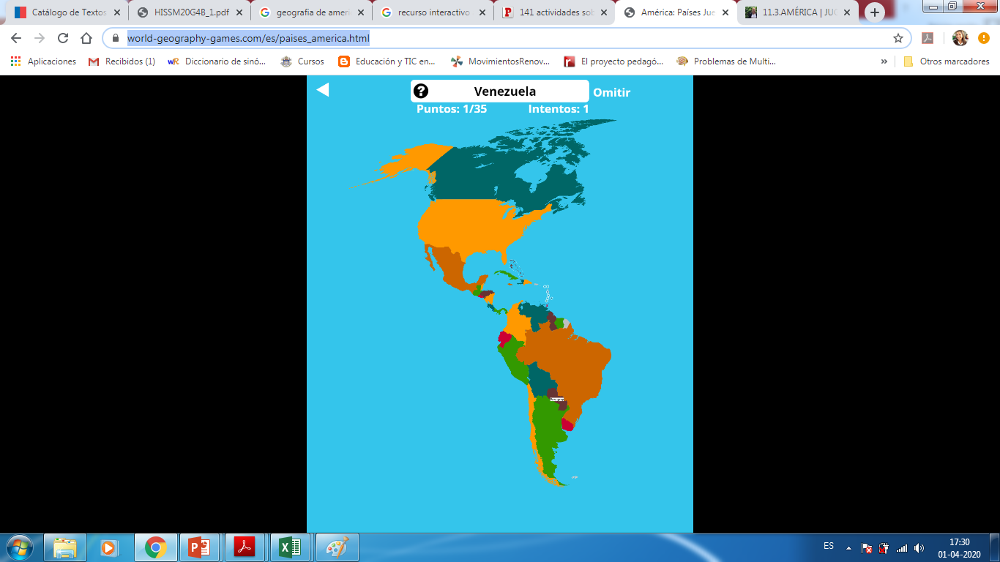 Catálogo de Textos
HISSM20G4B_1.pdf
geografia de ameri
recurso interactivo
141 actividades sob
América: Países Jue
11.3.AMÉRICA | JUG
world-geography-games.com/es/paises_america.html
Aplicaciones
Recibidos (1)
Diccionario de sinó...
Cursos
Educación y TIC en...
MovimientosRenov...
El proyecto pedagó...
Problemas de Multi...
»
Otros marcadores
? Venezuela
Omitir
Puntos: 1/35
Intentos: 1
ES
17:30
01-04-2020